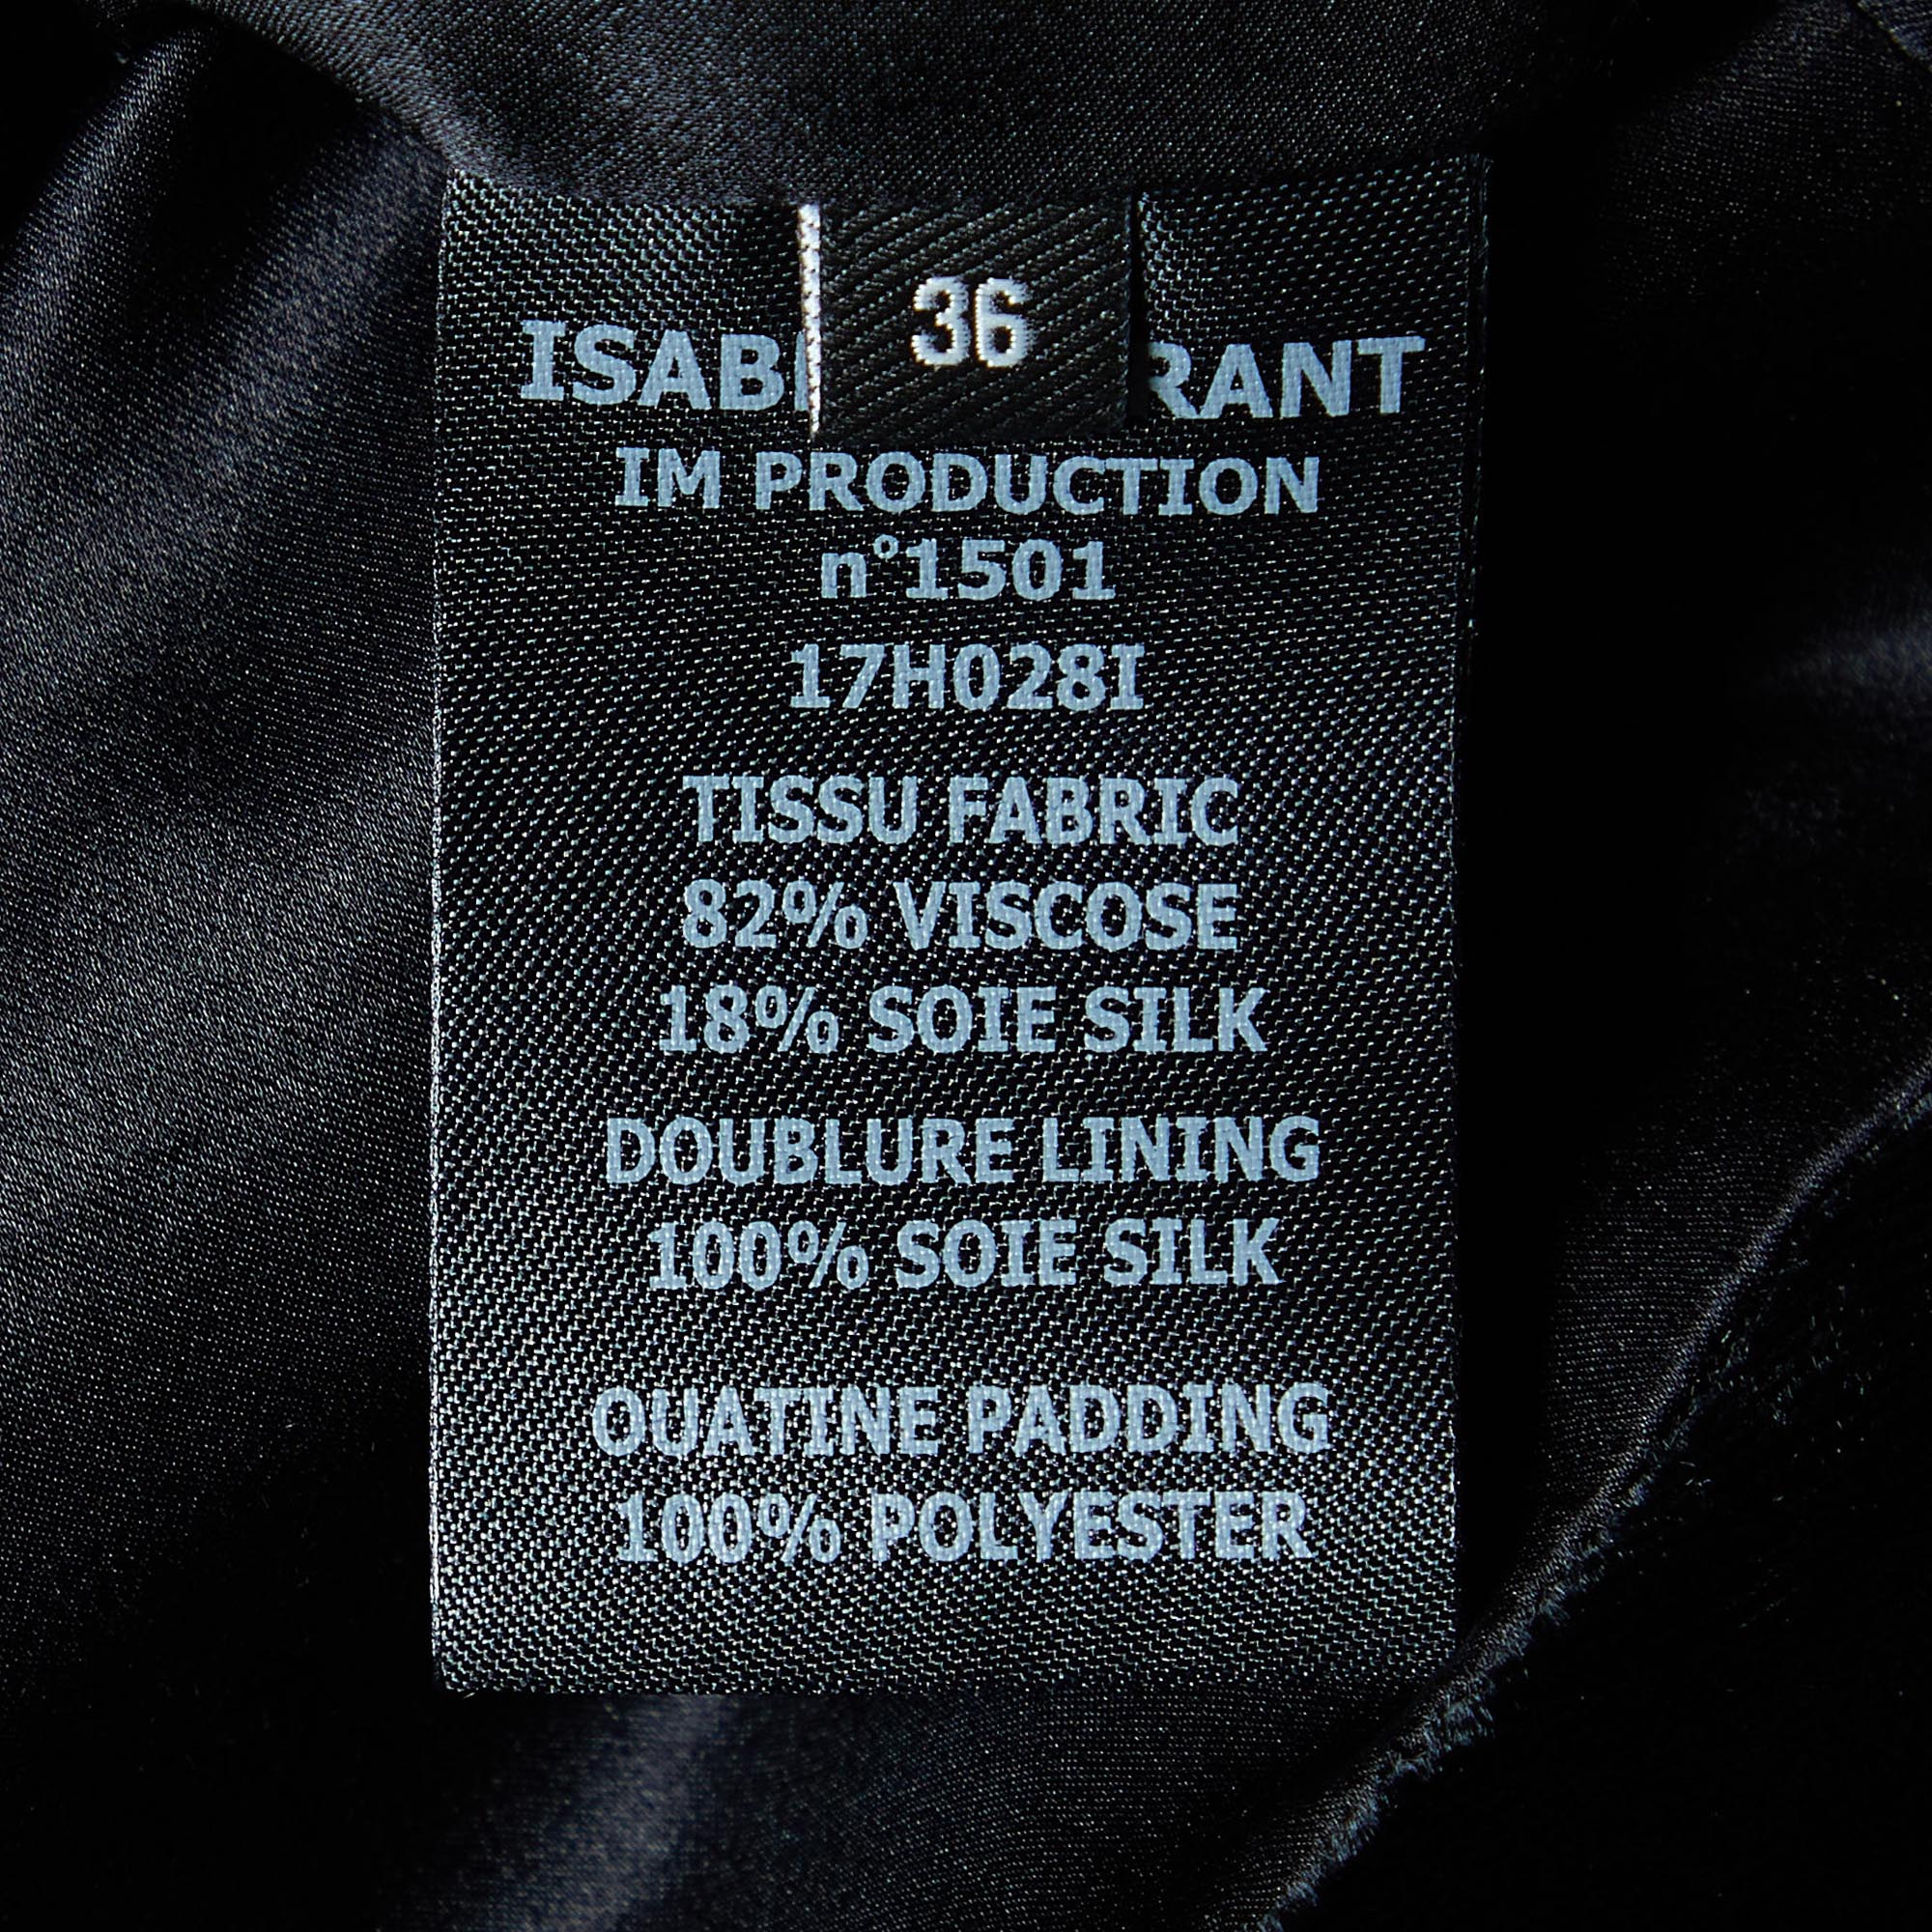 36
RANT
IM PRODUCTION
n°1501
17H028I
TISSU FABRIC
82% VISCOSE
18% SOIE SILK
DOUBLURE LINING
100% SOIE SILK
OUATINE PADDING
100% POLYESTER